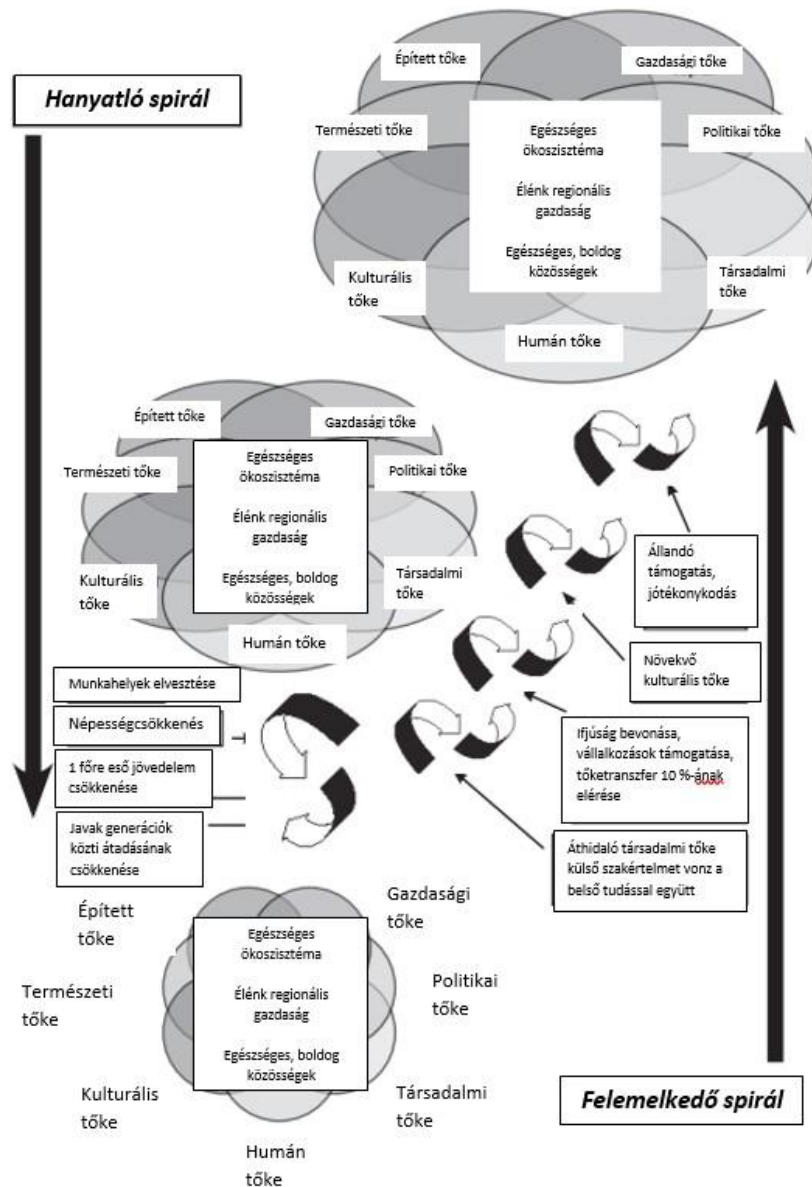 Hanyatló spirál
Épített tőke
Gazdasági tőke
Természeti tőke
Politikai tőke
Egészséges
ökoszisztéma
Élénk regionális
gazdaság
Egészséges, boldog
közösségek
Kulturális
tőke
Társadalmi
tőke
Humán tőke
Épített tőke
Gazdasági tőke
Természeti tőke
Politikai tőke
Egészséges
ökoszisztéma
Élénk regionális
gazdaság
Egészséges, boldog
közösségek
Kulturális
tőke
Társadalmi
tőke
Humán tőke
Munkahelyek elvesztése
Népességcsökkenés
1 főre eső jövedelem
csökkenése
Javak generációk
közti átadásának
csökkenése
Állandó
támogatás,
jótékonykodás
Növekvő
kulturális tőke
Ifjúság bevonása,
vállalkozások támogatása,
tőketranszfer 10 %-ának
elérése
Áthidaló társadalmi tőke
külső szakértelmet vonz a
belső tudással együtt
Épített
tőke
Gazdasági
tőke
Természeti
tőke
Politikai
tőke
Egészséges
ökoszisztéma
Élénk regionális
gazdaság
Egészséges, boldog
közösségek
Kulturális
tőke
Társadalmi
tőke
Humán
tőke
Felemelkedő spirál